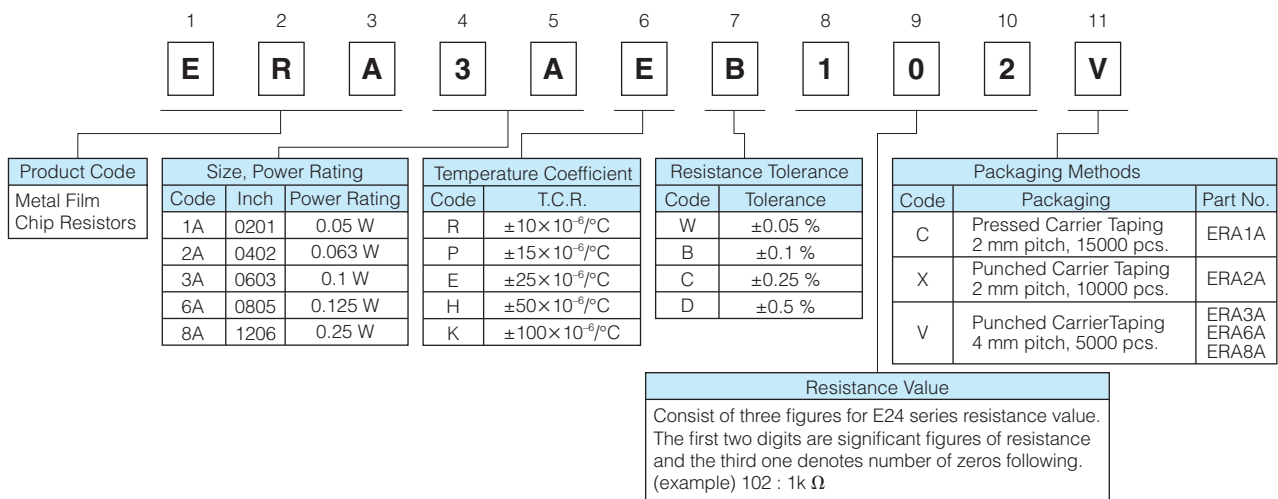 1 2 3 4 5 6 7 8 9 10 11
E R A 3 A E B 1 0 2 V
Product Code
Metal Film
Chip Resistors
Size, Power Rating
Code Inch Power Rating
1A 0201 0.05 W
2A 0402 0.063 W
3A 0603 0.1 W
6A 0805 0.125 W
8A 1206 0.25 W
Temperature Coefficient
Code T.C.R.
R ±10×10⁻⁶/°C
P ±15×10⁻⁶/°C
E ±25×10⁻⁶/°C
H ±50×10⁻⁶/°C
K ±100×10⁻⁶/°C
Resistance Tolerance
Code Tolerance
W ±0.05 %
B ±0.1 %
C ±0.25 %
D ±0.5 %
Packaging Methods
Code Packaging Part No.
C Pressed Carrier Taping
2 mm pitch, 15000 pcs. ERA1A
X Punched Carrier Taping
2 mm pitch, 10000 pcs. ERA2A
V Punched CarrierTaping
4 mm pitch, 5000 pcs. ERA3A
ERA6A
ERA8A
Resistance Value
Consist of three figures for E24 series resistance value.
The first two digits are significant figures of resistance
and the third one denotes number of zeros following.
(example) 102 : 1k Ω